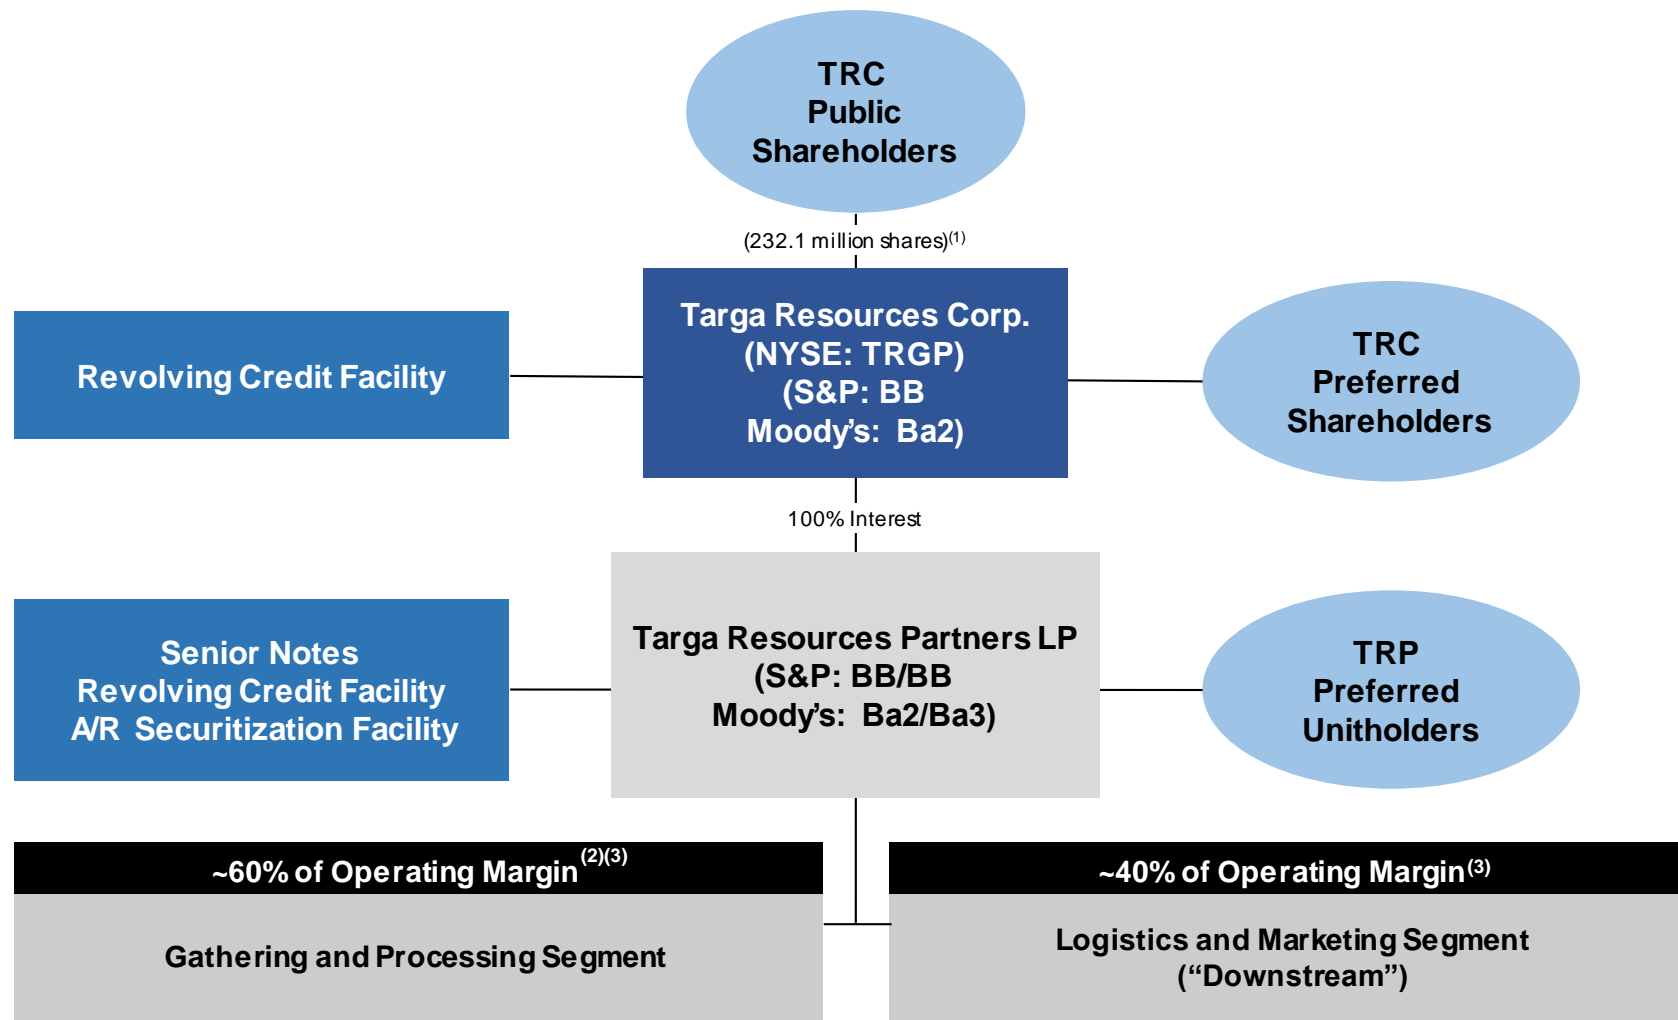 TRC
Public
Shareholders
(232.1 million shares)(1)
Targa Resources Corp.
(NYSE: TRGP)
(S&P: BB
Moody's:  Ba2)
Revolving Credit Facility
TRC
Preferred
Shareholders
100% Interest
Targa Resources Partners LP
(S&P: BB/BB
Moody's:  Ba2/Ba3)
Senior Notes
Revolving Credit Facility
A/R  Securitization Facility
TRP
Preferred
Unitholders
~60% of Operating Margin(2)(3)
Gathering and Processing Segment
~40% of Operating Margin(3)
Logistics and Marketing Segment
(“Downstream”)